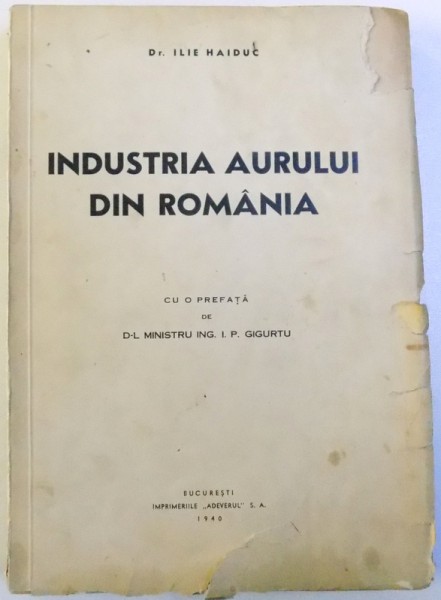 Dr. ILIE HAIDUC
INDUSTRIA AURULUI
DIN ROMÂNIA
CU O PREFAȚĂ
DE
D-L MINISTRU ING. I. P. GIGURTU
BUCUREȘTI
IMPRIMERIILE „ADEVERUL" S. A.
1940